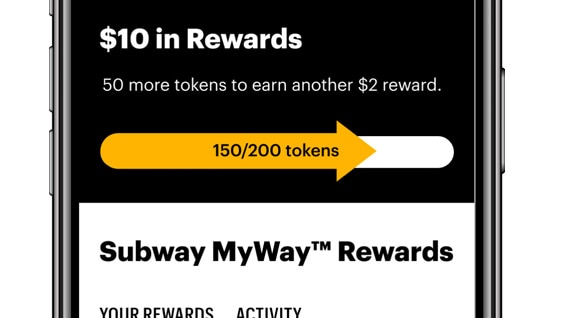 $10 in Rewards
50 more tokens to earn another $2 reward.
150/200 tokens
Subway MyWay™ Rewards
YOUR REWARDS ACTIVITY